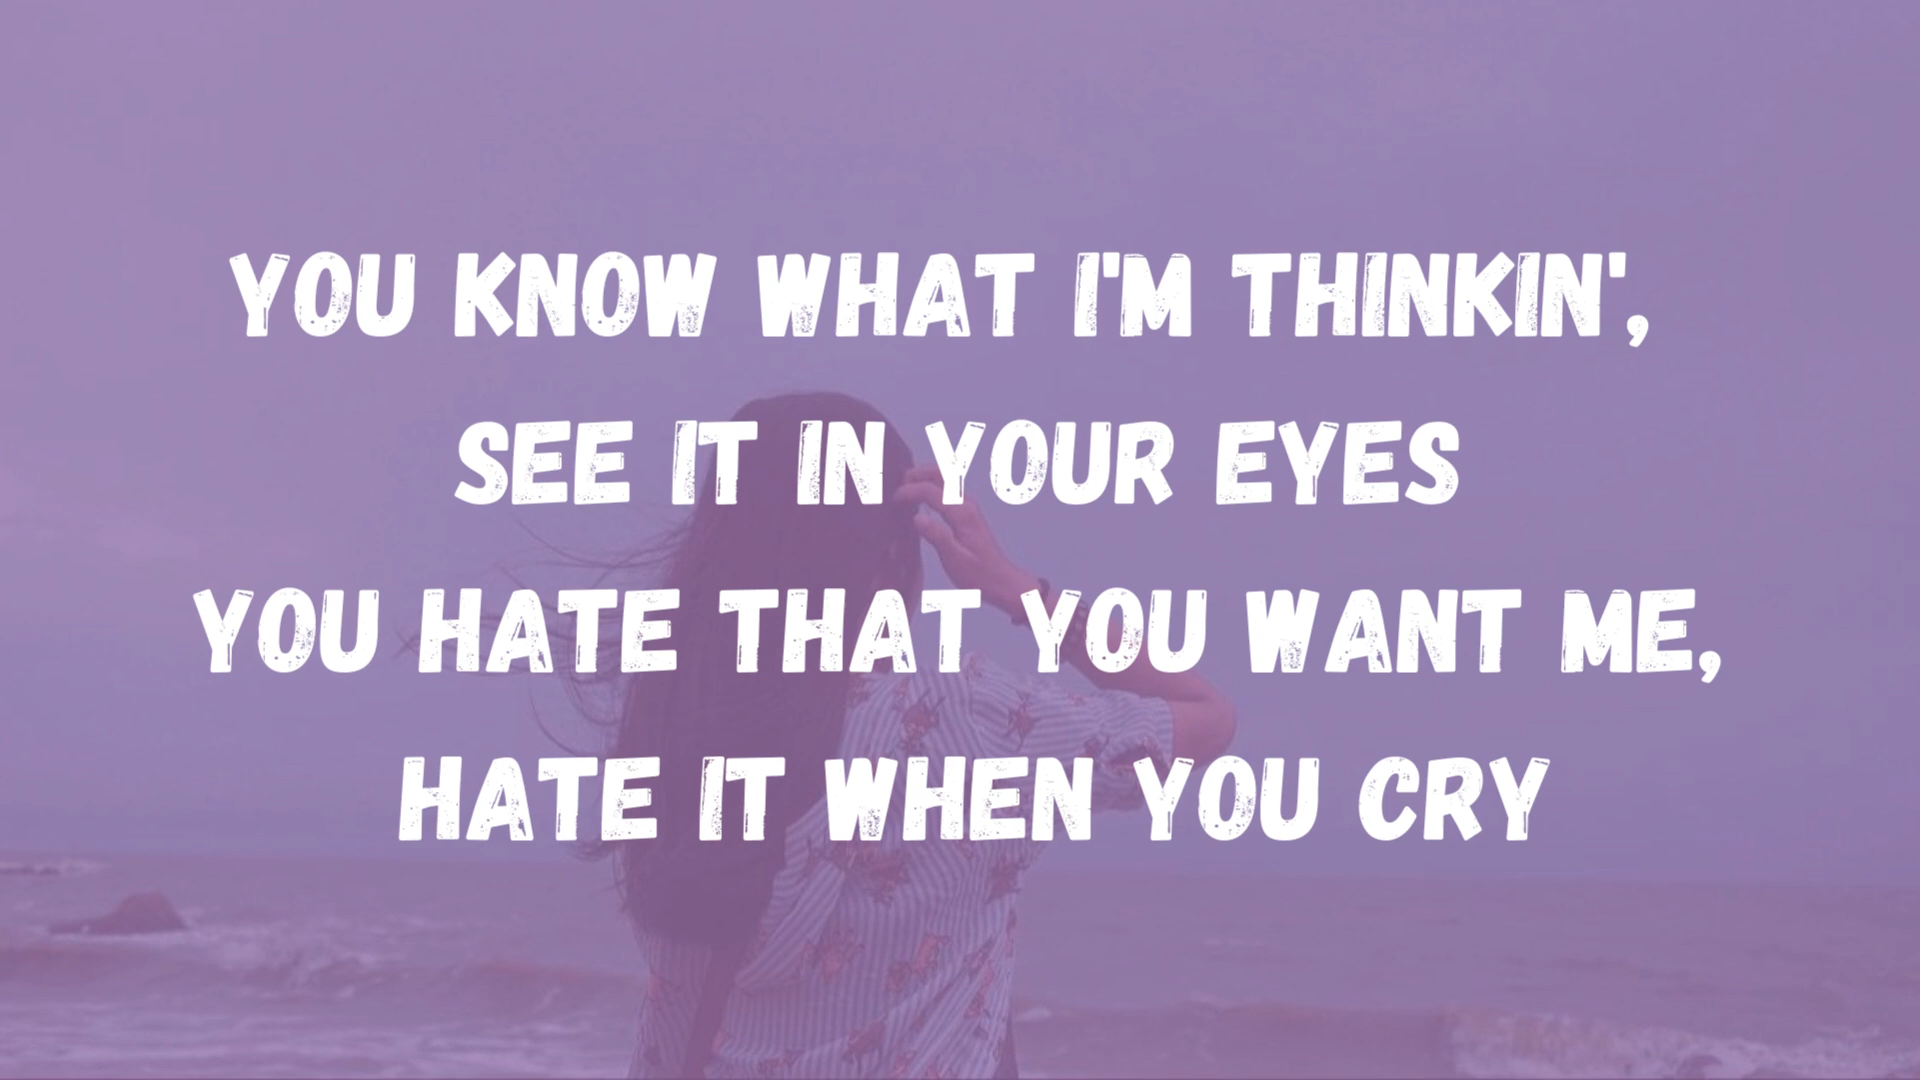 YOU KNOW WHAT I'M THINKIN',
SEE IT IN YOUR EYES
YOU HATE THAT YOU WANT ME,
HATE IT WHEN YOU CRY